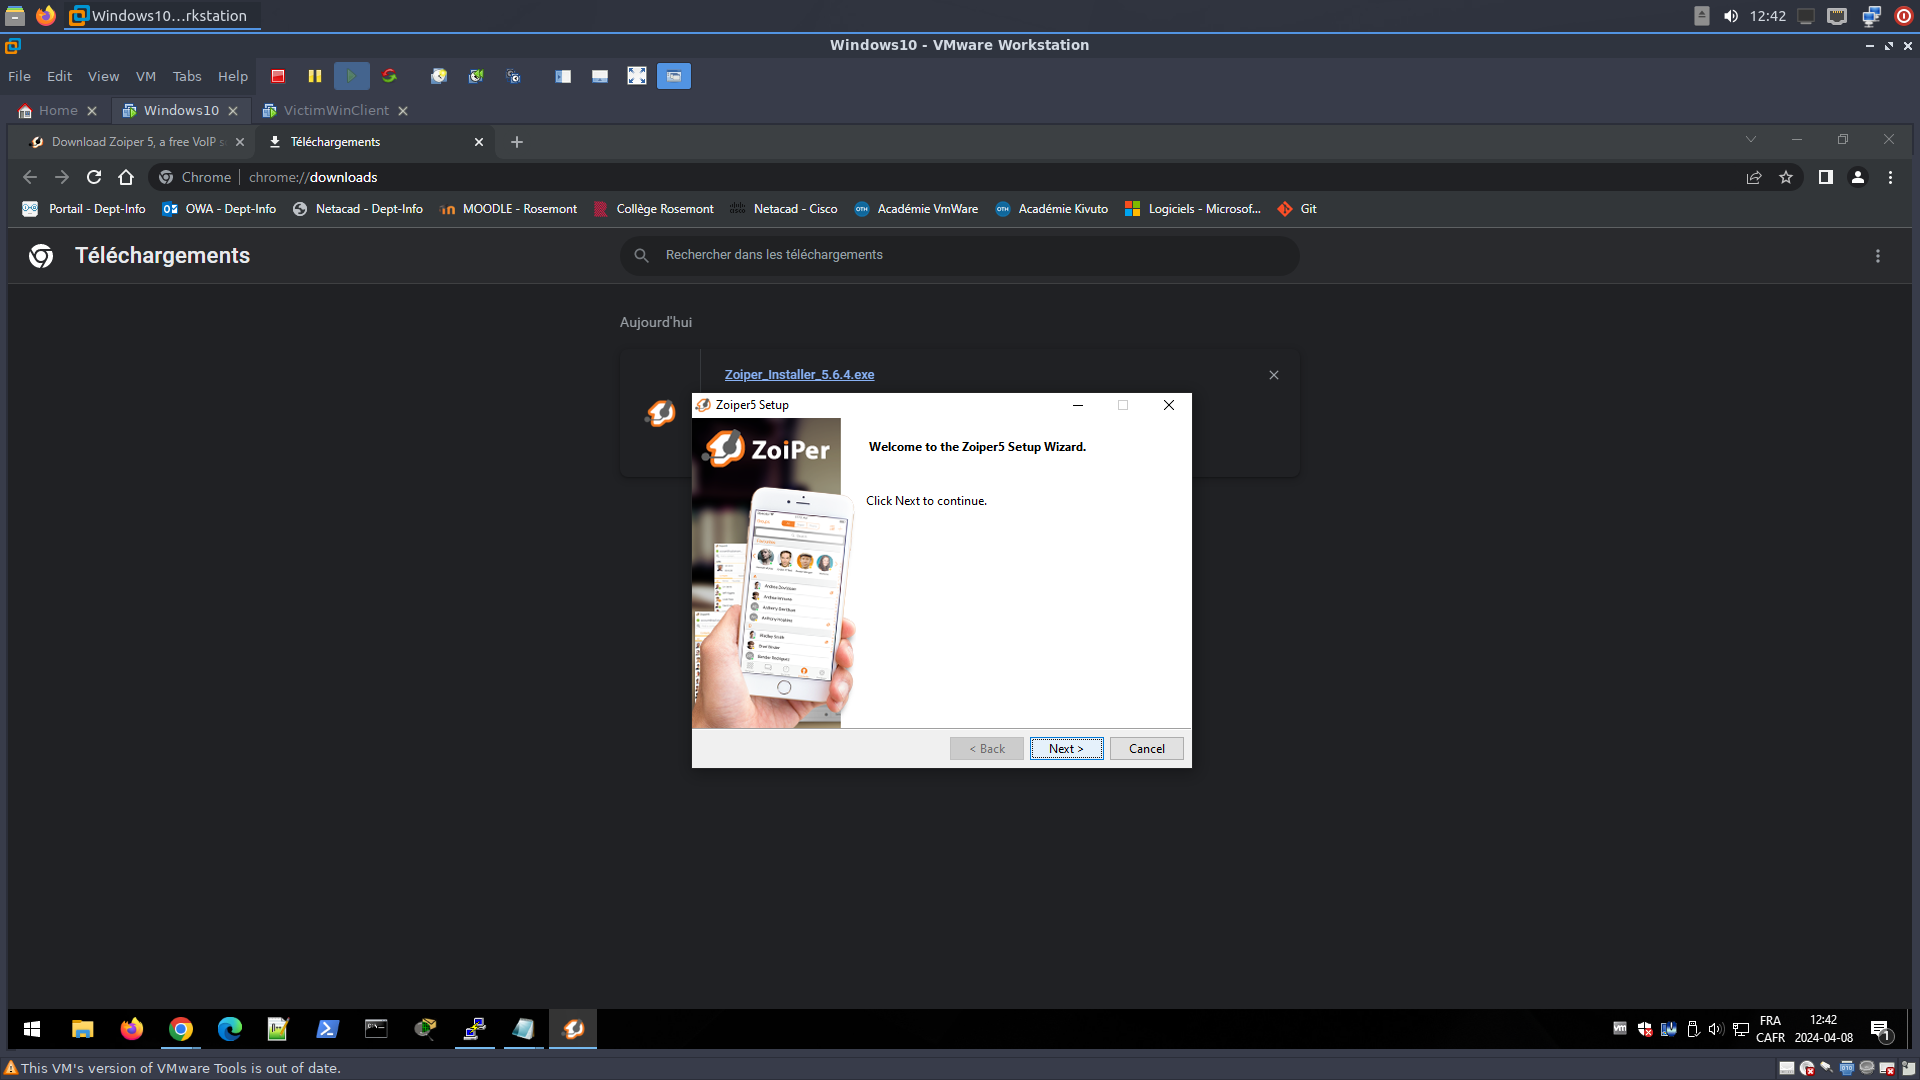 Windows10...rkstation
12:42
Windows10 - VMware Workstation
File Edit View VM Tabs Help
Home
Windows10
VictimWinClient
Download Zoiper 5, a free VoIP s
Téléchargements
Chrome
chrome://downloads
Portail - Dept-Info
OWA - Dept-Info
Netacad - Dept-Info
MOODLE - Rosemont
Collège Rosemont
Netacad - Cisco
Académie VmWare
Académie Kivuto
Logiciels - Microsof...
Git
Téléchargements
Rechercher dans les téléchargements
Aujourd'hui
Zoiper_Installer_5.6.4.exe
Zoiper5 Setup
ZoiPer
Welcome to the Zoiper5 Setup Wizard.
Click Next to continue.
< Back
Next >
Cancel
FRA
CAFR
12:42
2024-04-08
1
This VM's version of VMware Tools is out of date.